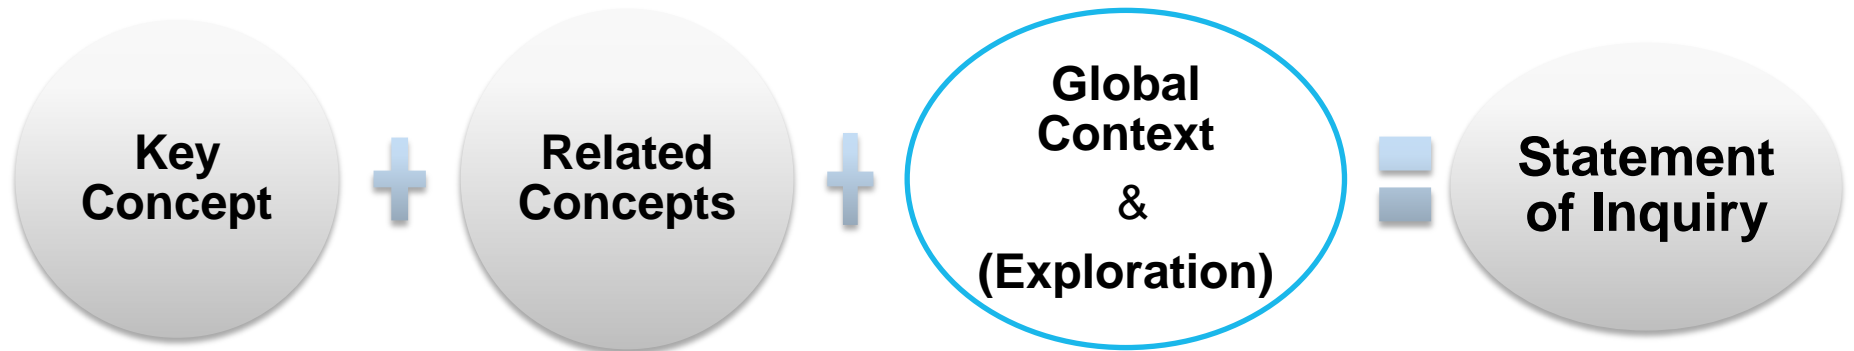 Key
Concept
Related
Concepts
Global
Context
&
(Exploration)
Statement
of Inquiry